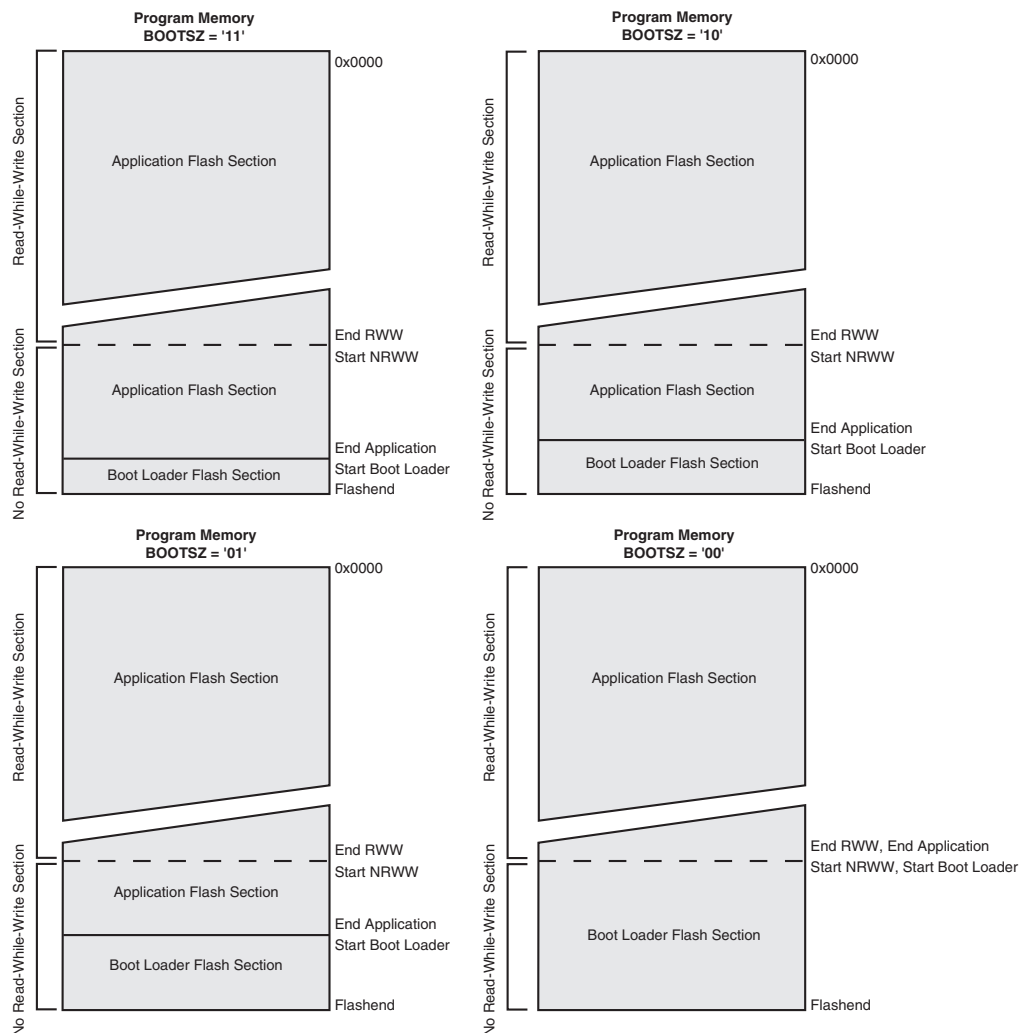 Program Memory
BOOTSZ = '11'
0x0000
Read-While-Write Section
Application Flash Section
End RWW
Start NRWW
No Read-While-Write Section
Application Flash Section
End Application
Start Boot Loader
Boot Loader Flash Section
Flashend
Program Memory
BOOTSZ = '10'
0x0000
Read-While-Write Section
Application Flash Section
End RWW
Start NRWW
No Read-While-Write Section
Application Flash Section
End Application
Start Boot Loader
Boot Loader Flash Section
Flashend
Program Memory
BOOTSZ = '01'
0x0000
Read-While-Write Section
Application Flash Section
End RWW
Start NRWW
No Read-While-Write Section
Application Flash Section
End Application
Start Boot Loader
Boot Loader Flash Section
Flashend
Program Memory
BOOTSZ = '00'
0x0000
Read-While-Write Section
Application Flash Section
End RWW, End Application
Start NRWW, Start Boot Loader
No Read-While-Write Section
Boot Loader Flash Section
Flashend